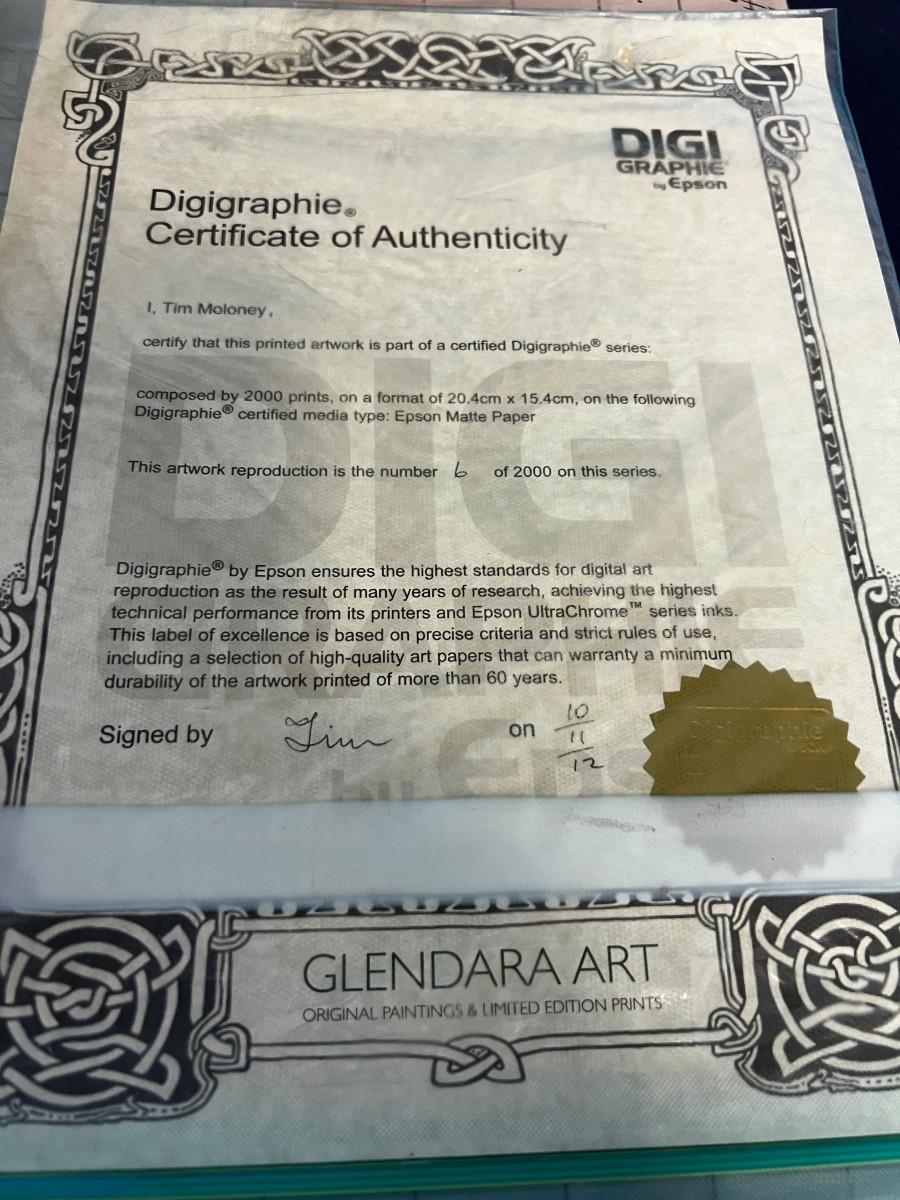 DIGI
GRAPHIE
by Epson
Digigraphie®
Certificate of Authenticity
I, Tim Moloney,
certify that this printed artwork is part of a certified Digigraphie® series:
composed by 2000 prints, on a format of 20.4cm x 15.4cm, on the following
Digigraphie® certified media type: Epson Matte Paper
This artwork reproduction is the number 6 of 2000 on this series.
Digigraphie® by Epson ensures the highest standards for digital art
reproduction as the result of many years of research, achieving the highest
technical performance from its printers and Epson UltraChrome™ series inks.
This label of excellence is based on precise criteria and strict rules of use,
including a selection of high-quality art papers that can warranty a minimum
durability of the artwork printed of more than 60 years.
Signed by Tim on 10/11/12
Digigraphie
GLENDARA ART
ORIGINAL PAINTINGS & LIMITED EDITION PRINTS